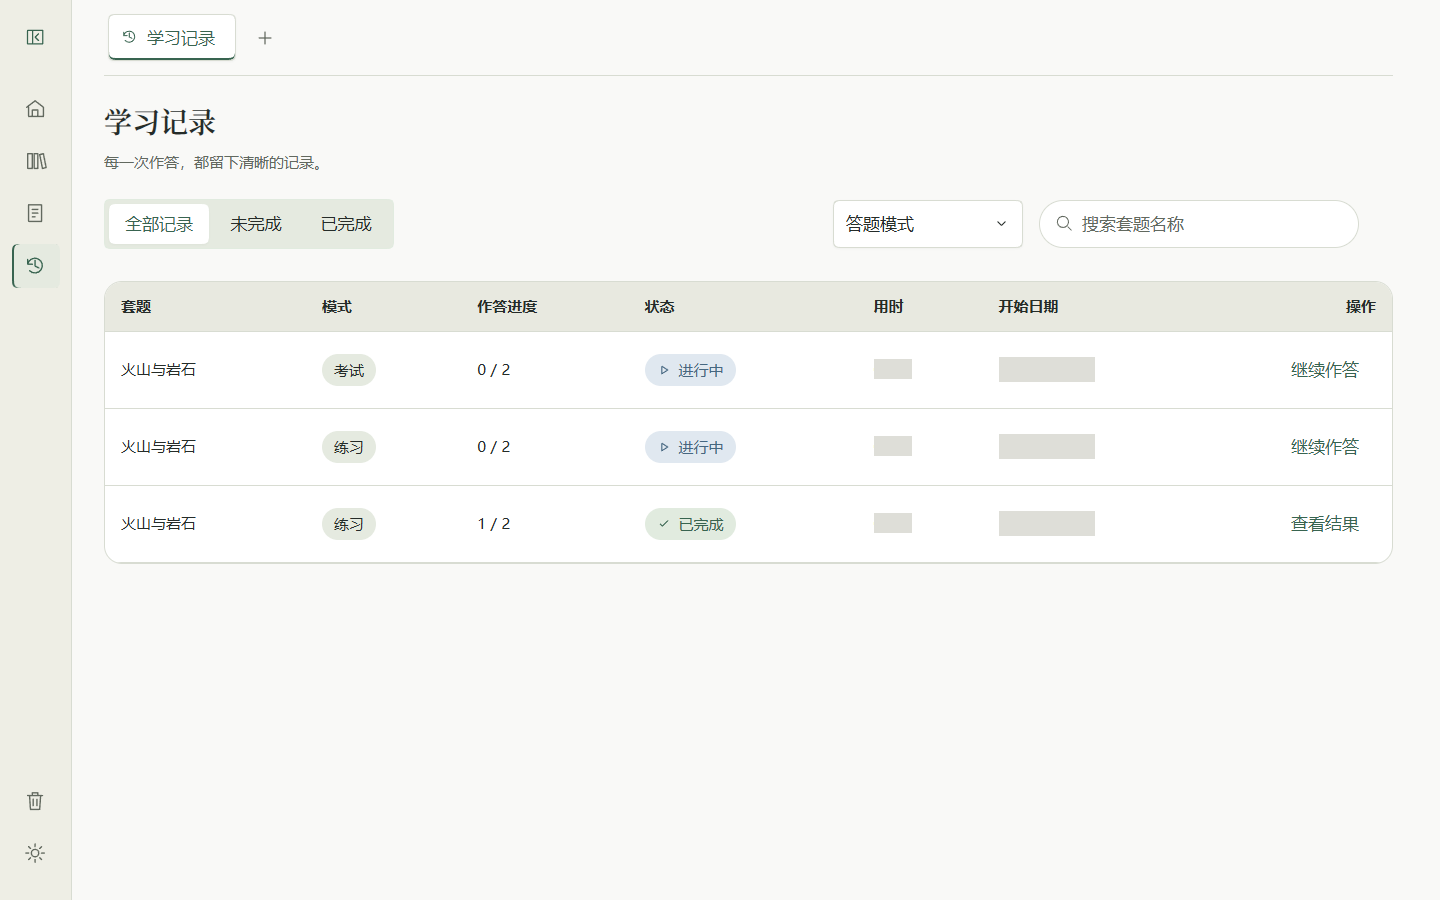 学习记录
学习记录
每一次作答，都留下清晰的记录。
全部记录 未完成 已完成 答题模式 搜索套题名称
套题 模式 作答进度 状态 用时 开始日期 操作
火山与岩石 考试 0 / 2 进行中 继续作答
火山与岩石 练习 0 / 2 进行中 继续作答
火山与岩石 练习 1 / 2 已完成 查看结果